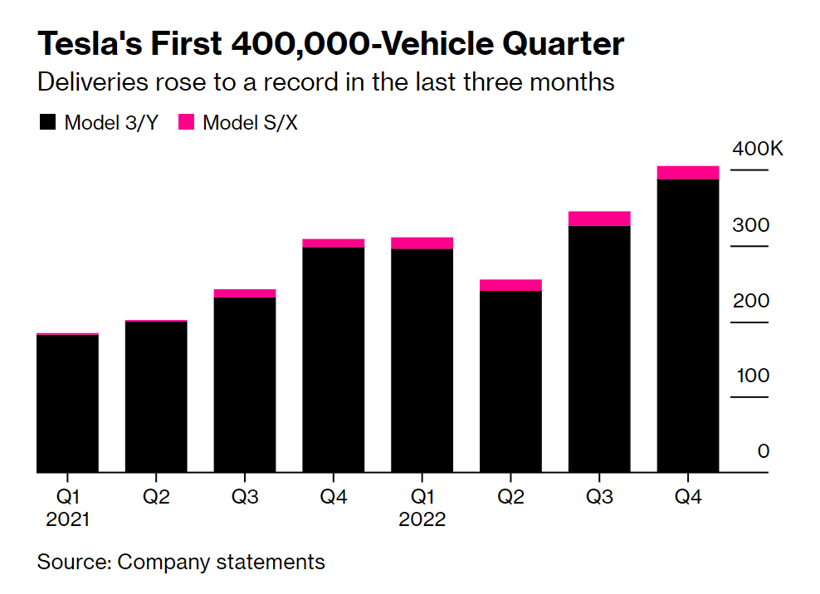 Tesla's First 400,000-Vehicle Quarter
Deliveries rose to a record in the last three months
Model 3/Y Model S/X
400K
300
200
100
0
Q1 Q2 Q3 Q4 Q1 Q2 Q3 Q4
2021 2022
Source: Company statements